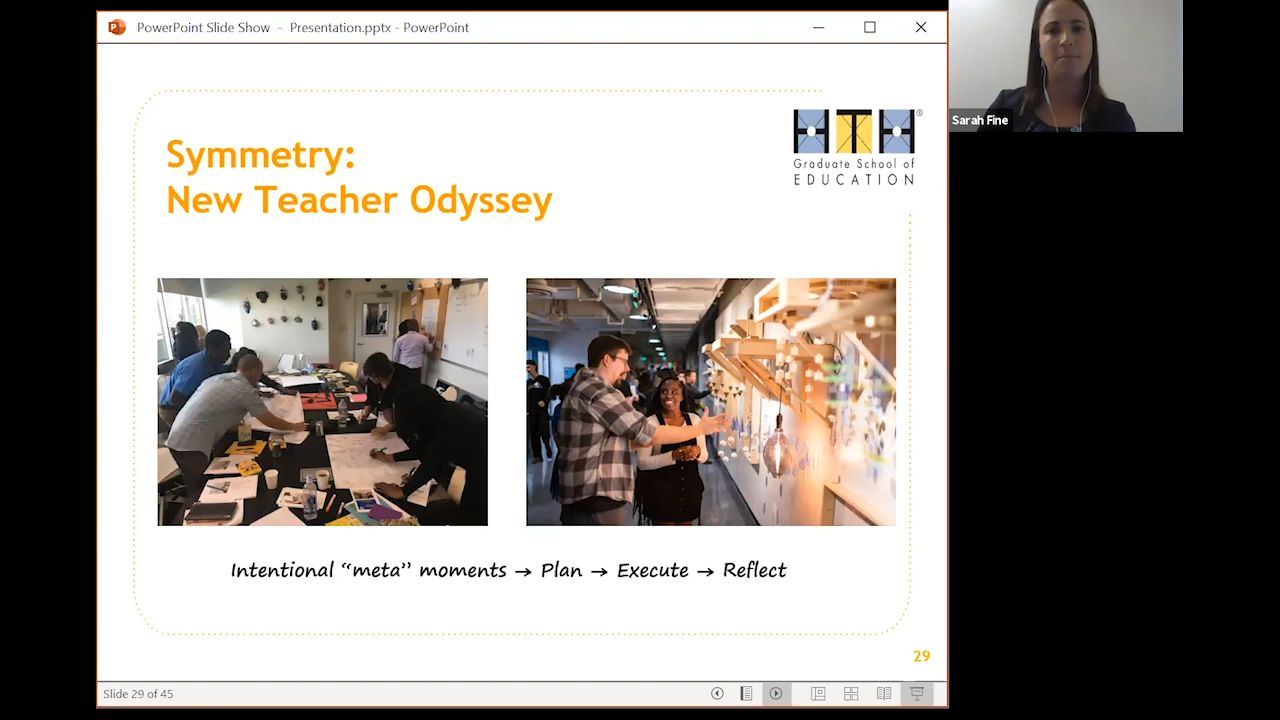 PowerPoint Slide Show - Presentation.pptx - PowerPoint
Sarah Fine
HTH®
Graduate School of
EDUCATION
Symmetry:
New Teacher Odyssey
Intentional “meta” moments → Plan → Execute → Reflect
29
Slide 29 of 45